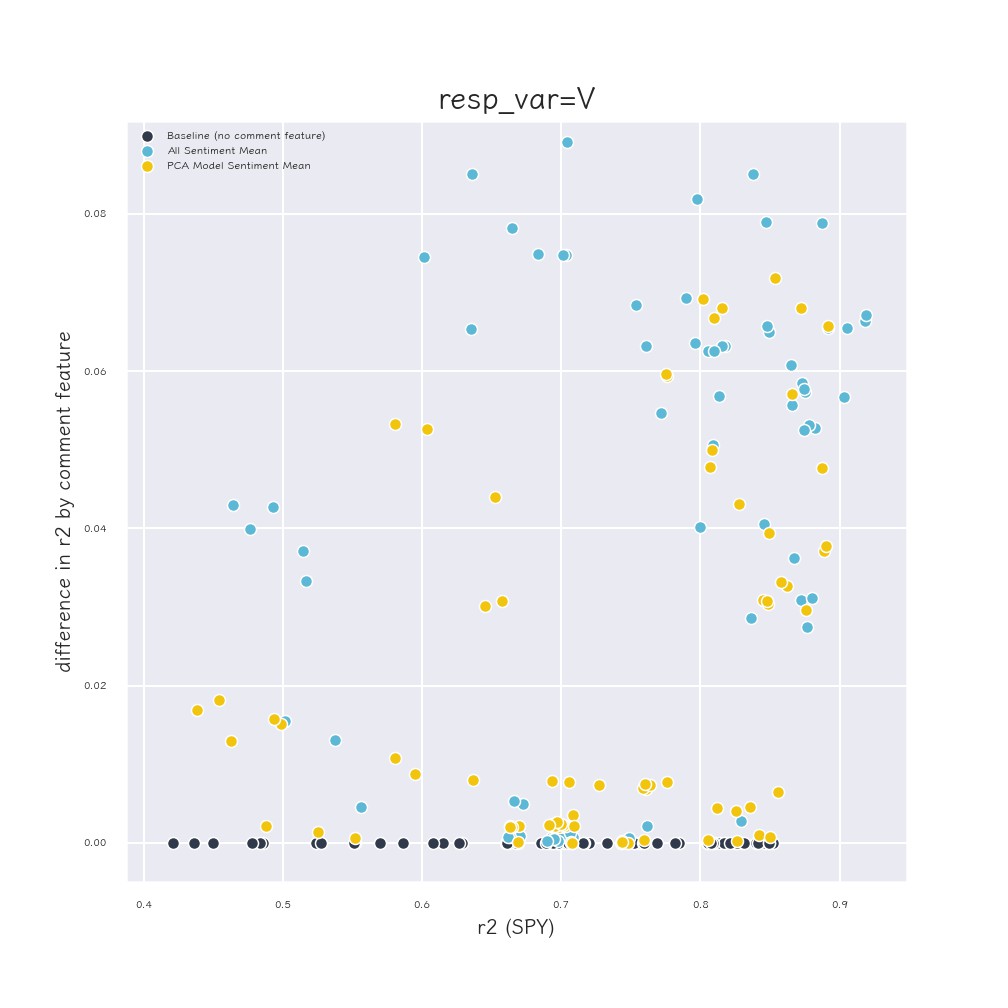 resp_var=V
Baseline (no comment feature)
All Sentiment Mean
PCA Model Sentiment Mean
difference in r2 by comment feature
0.08
0.06
0.04
0.02
0.00
0.4 0.5 0.6 0.7 0.8 0.9
r2 (SPY)